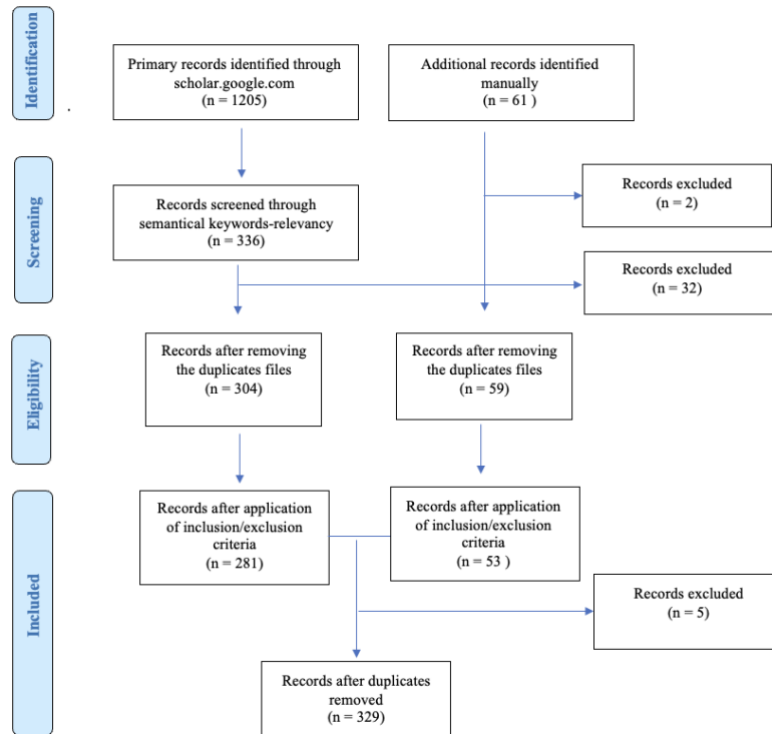 Identification
Primary records identified through
scholar.google.com
(n = 1205)
Additional records identified
manually
(n = 61 )
.
Screening
Records screened through
semantical keywords-relevancy
(n = 336)
Records excluded
(n = 2)
Records excluded
(n = 32)
Eligibility
Records after removing
the duplicates files
(n = 304)
Records after removing
the duplicates files
(n = 59)
Included
Records after application
of inclusion/exclusion
criteria
(n = 281)
Records after application
of inclusion/exclusion
criteria
(n = 53 )
Records excluded
(n = 5)
Records after duplicates
removed
(n = 329)